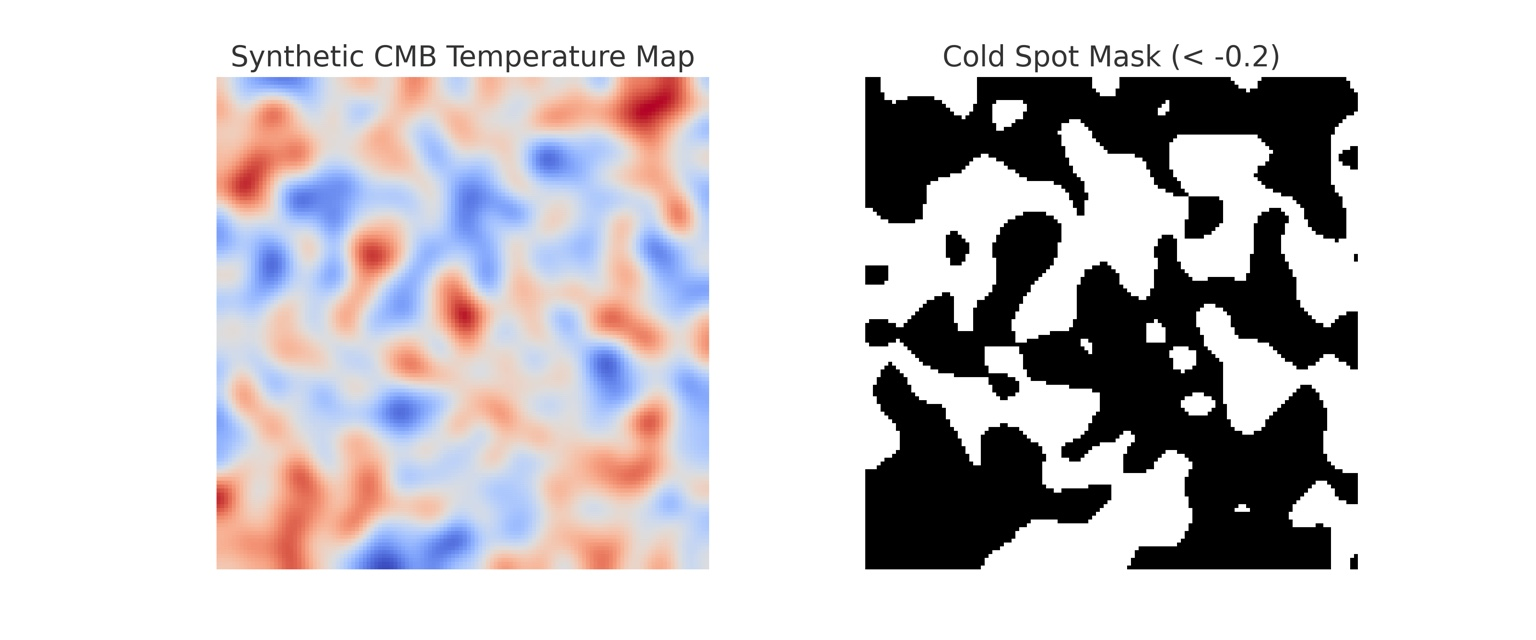 Synthetic CMB Temperature Map
Cold Spot Mask (< -0.2)